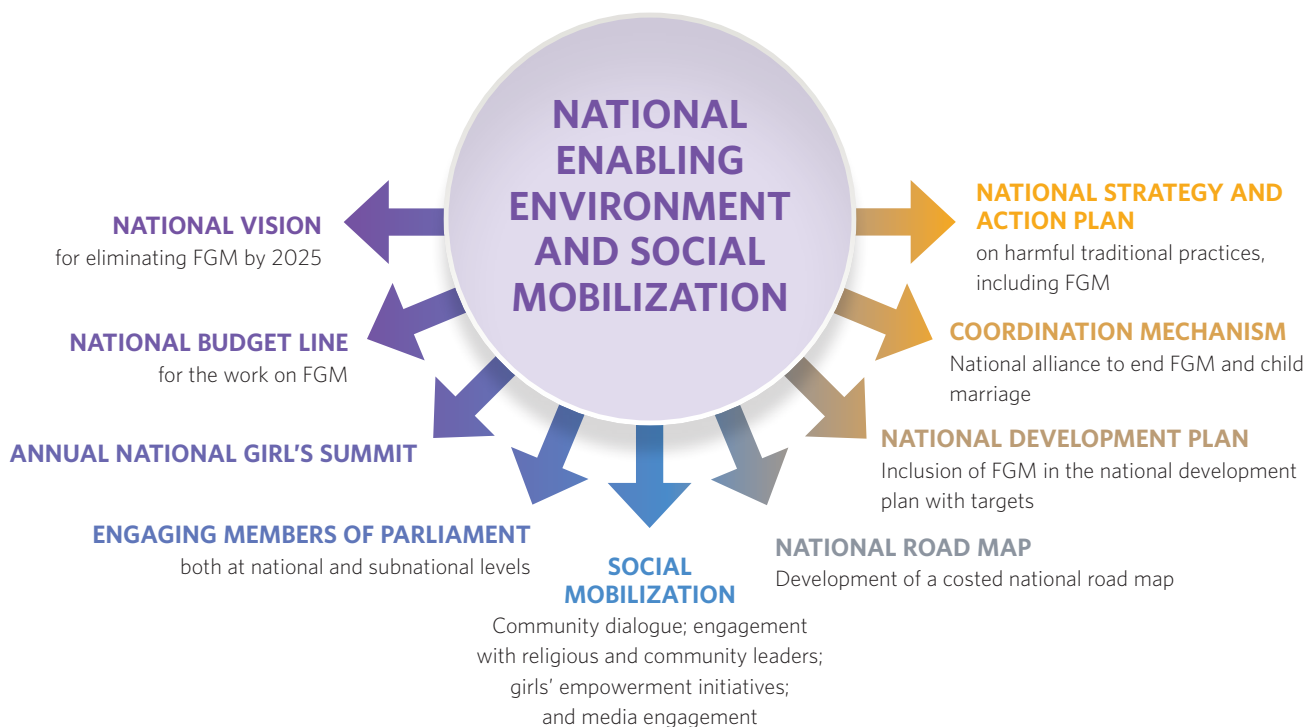 NATIONAL
ENABLING
ENVIRONMENT
AND SOCIAL
MOBILIZATION
NATIONAL VISION
for eliminating FGM by 2025
NATIONAL BUDGET LINE
for the work on FGM
ANNUAL NATIONAL GIRL’S SUMMIT
ENGAGING MEMBERS OF PARLIAMENT
both at national and subnational levels
SOCIAL
MOBILIZATION
Community dialogue; engagement
with religious and community leaders;
girls’ empowerment initiatives;
and media engagement
NATIONAL ROAD MAP
Development of a costed national road map
NATIONAL DEVELOPMENT PLAN
Inclusion of FGM in the national development
plan with targets
COORDINATION MECHANISM
National alliance to end FGM and child
marriage
NATIONAL STRATEGY AND
ACTION PLAN
on harmful traditional practices,
including FGM